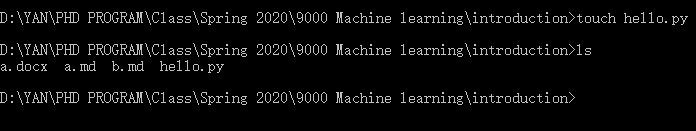 D:\YAN\PHD PROGRAM\Class\Spring 2020\9000 Machine learning\introduction>touch hello.py
D:\YAN\PHD PROGRAM\Class\Spring 2020\9000 Machine learning\introduction>ls
a.docx  a.md  b.md  hello.py
D:\YAN\PHD PROGRAM\Class\Spring 2020\9000 Machine learning\introduction>